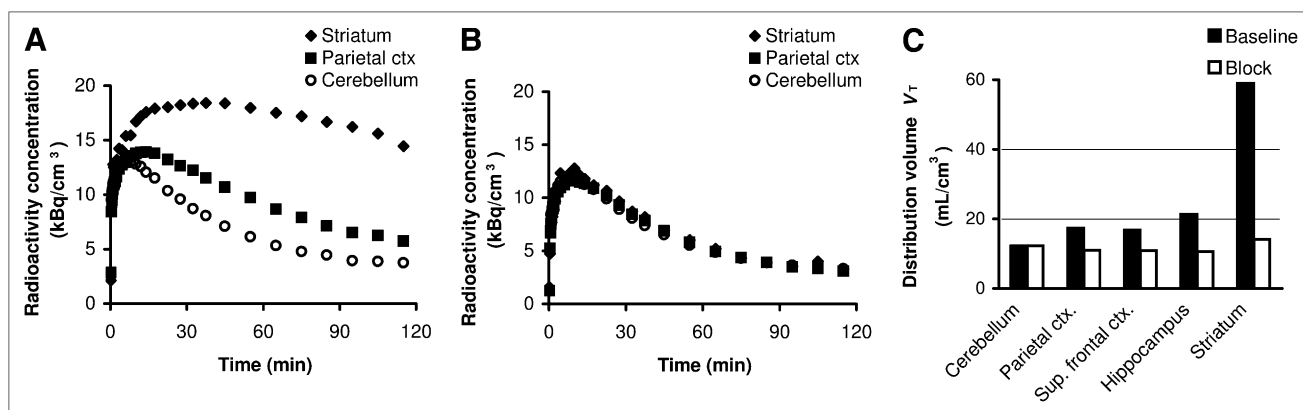 A
Striatum
Parietal ctx
Cerebellum
Radioactivity concentration
(kBq/cm³)
20
15
10
5
0
0 30 60 90 120
Time (min)
B
Striatum
Parietal ctx
Cerebellum
Radioactivity concentration
(kBq/cm³)
20
15
10
5
0
0 30 60 90 120
Time (min)
C
Baseline
Block
Distribution volume VT
(mL/cm³)
60
40
20
0
Cerebellum
Parietal ctx.
Sup. frontal ctx.
Hippocampus
Striatum